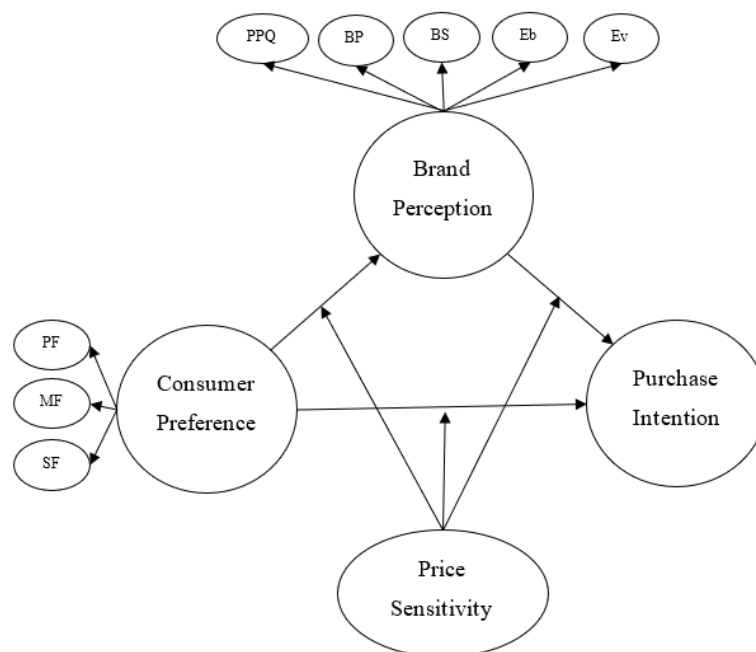 PPQ
BP
BS
Eb
Ev
Brand
Perception
PF
MF
SF
Consumer
Preference
Purchase
Intention
Price
Sensitivity